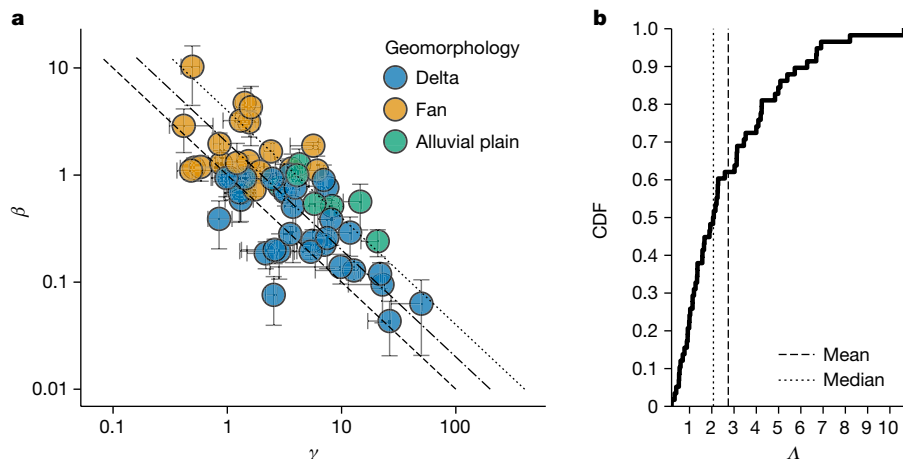 a
Geomorphology
Delta
Fan
Alluvial plain
10
1
0.1
0.01
β
0.1
1
10
100
γ
b
1.0
0.9
0.8
0.7
0.6
0.5
0.4
0.3
0.2
0.1
0
CDF
Mean
Median
1 2 3 4 5 6 7 8 9 10
Λ